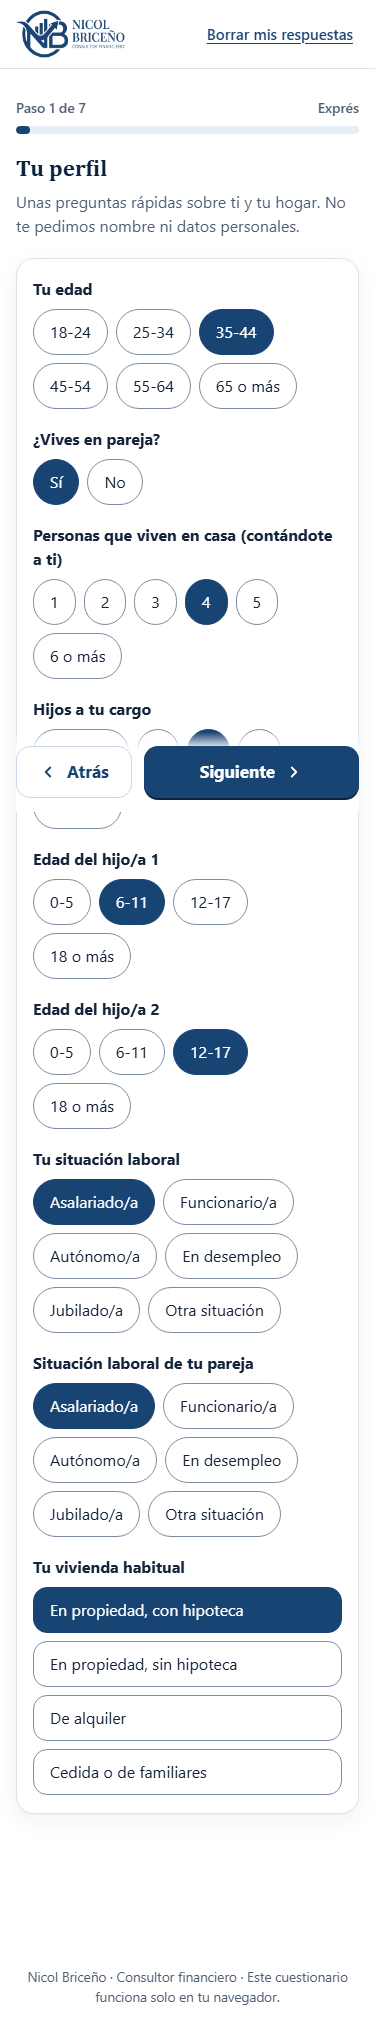 NICOL
BRICEÑO
CONSULTOR FINANCIERO
Borrar mis respuestas
Paso 1 de 7
Exprés
Tu perfil
Unas preguntas rápidas sobre ti y tu hogar. No
te pedimos nombre ni datos personales.
Tu edad
18-24
25-34
35-44
45-54
55-64
65 o más
¿Vives en pareja?
Sí
No
Personas que viven en casa (contándote
a ti)
1
2
3
4
5
6 o más
Hijos a tu cargo
Atrás
Siguiente
Edad del hijo/a 1
0-5
6-11
12-17
18 o más
Edad del hijo/a 2
0-5
6-11
12-17
18 o más
Tu situación laboral
Asalariado/a
Funcionario/a
Autónomo/a
En desempleo
Jubilado/a
Otra situación
Situación laboral de tu pareja
Asalariado/a
Funcionario/a
Autónomo/a
En desempleo
Jubilado/a
Otra situación
Tu vivienda habitual
En propiedad, con hipoteca
En propiedad, sin hipoteca
De alquiler
Cedida o de familiares
Nicol Briceño · Consultor financiero · Este cuestionario
funciona solo en tu navegador.